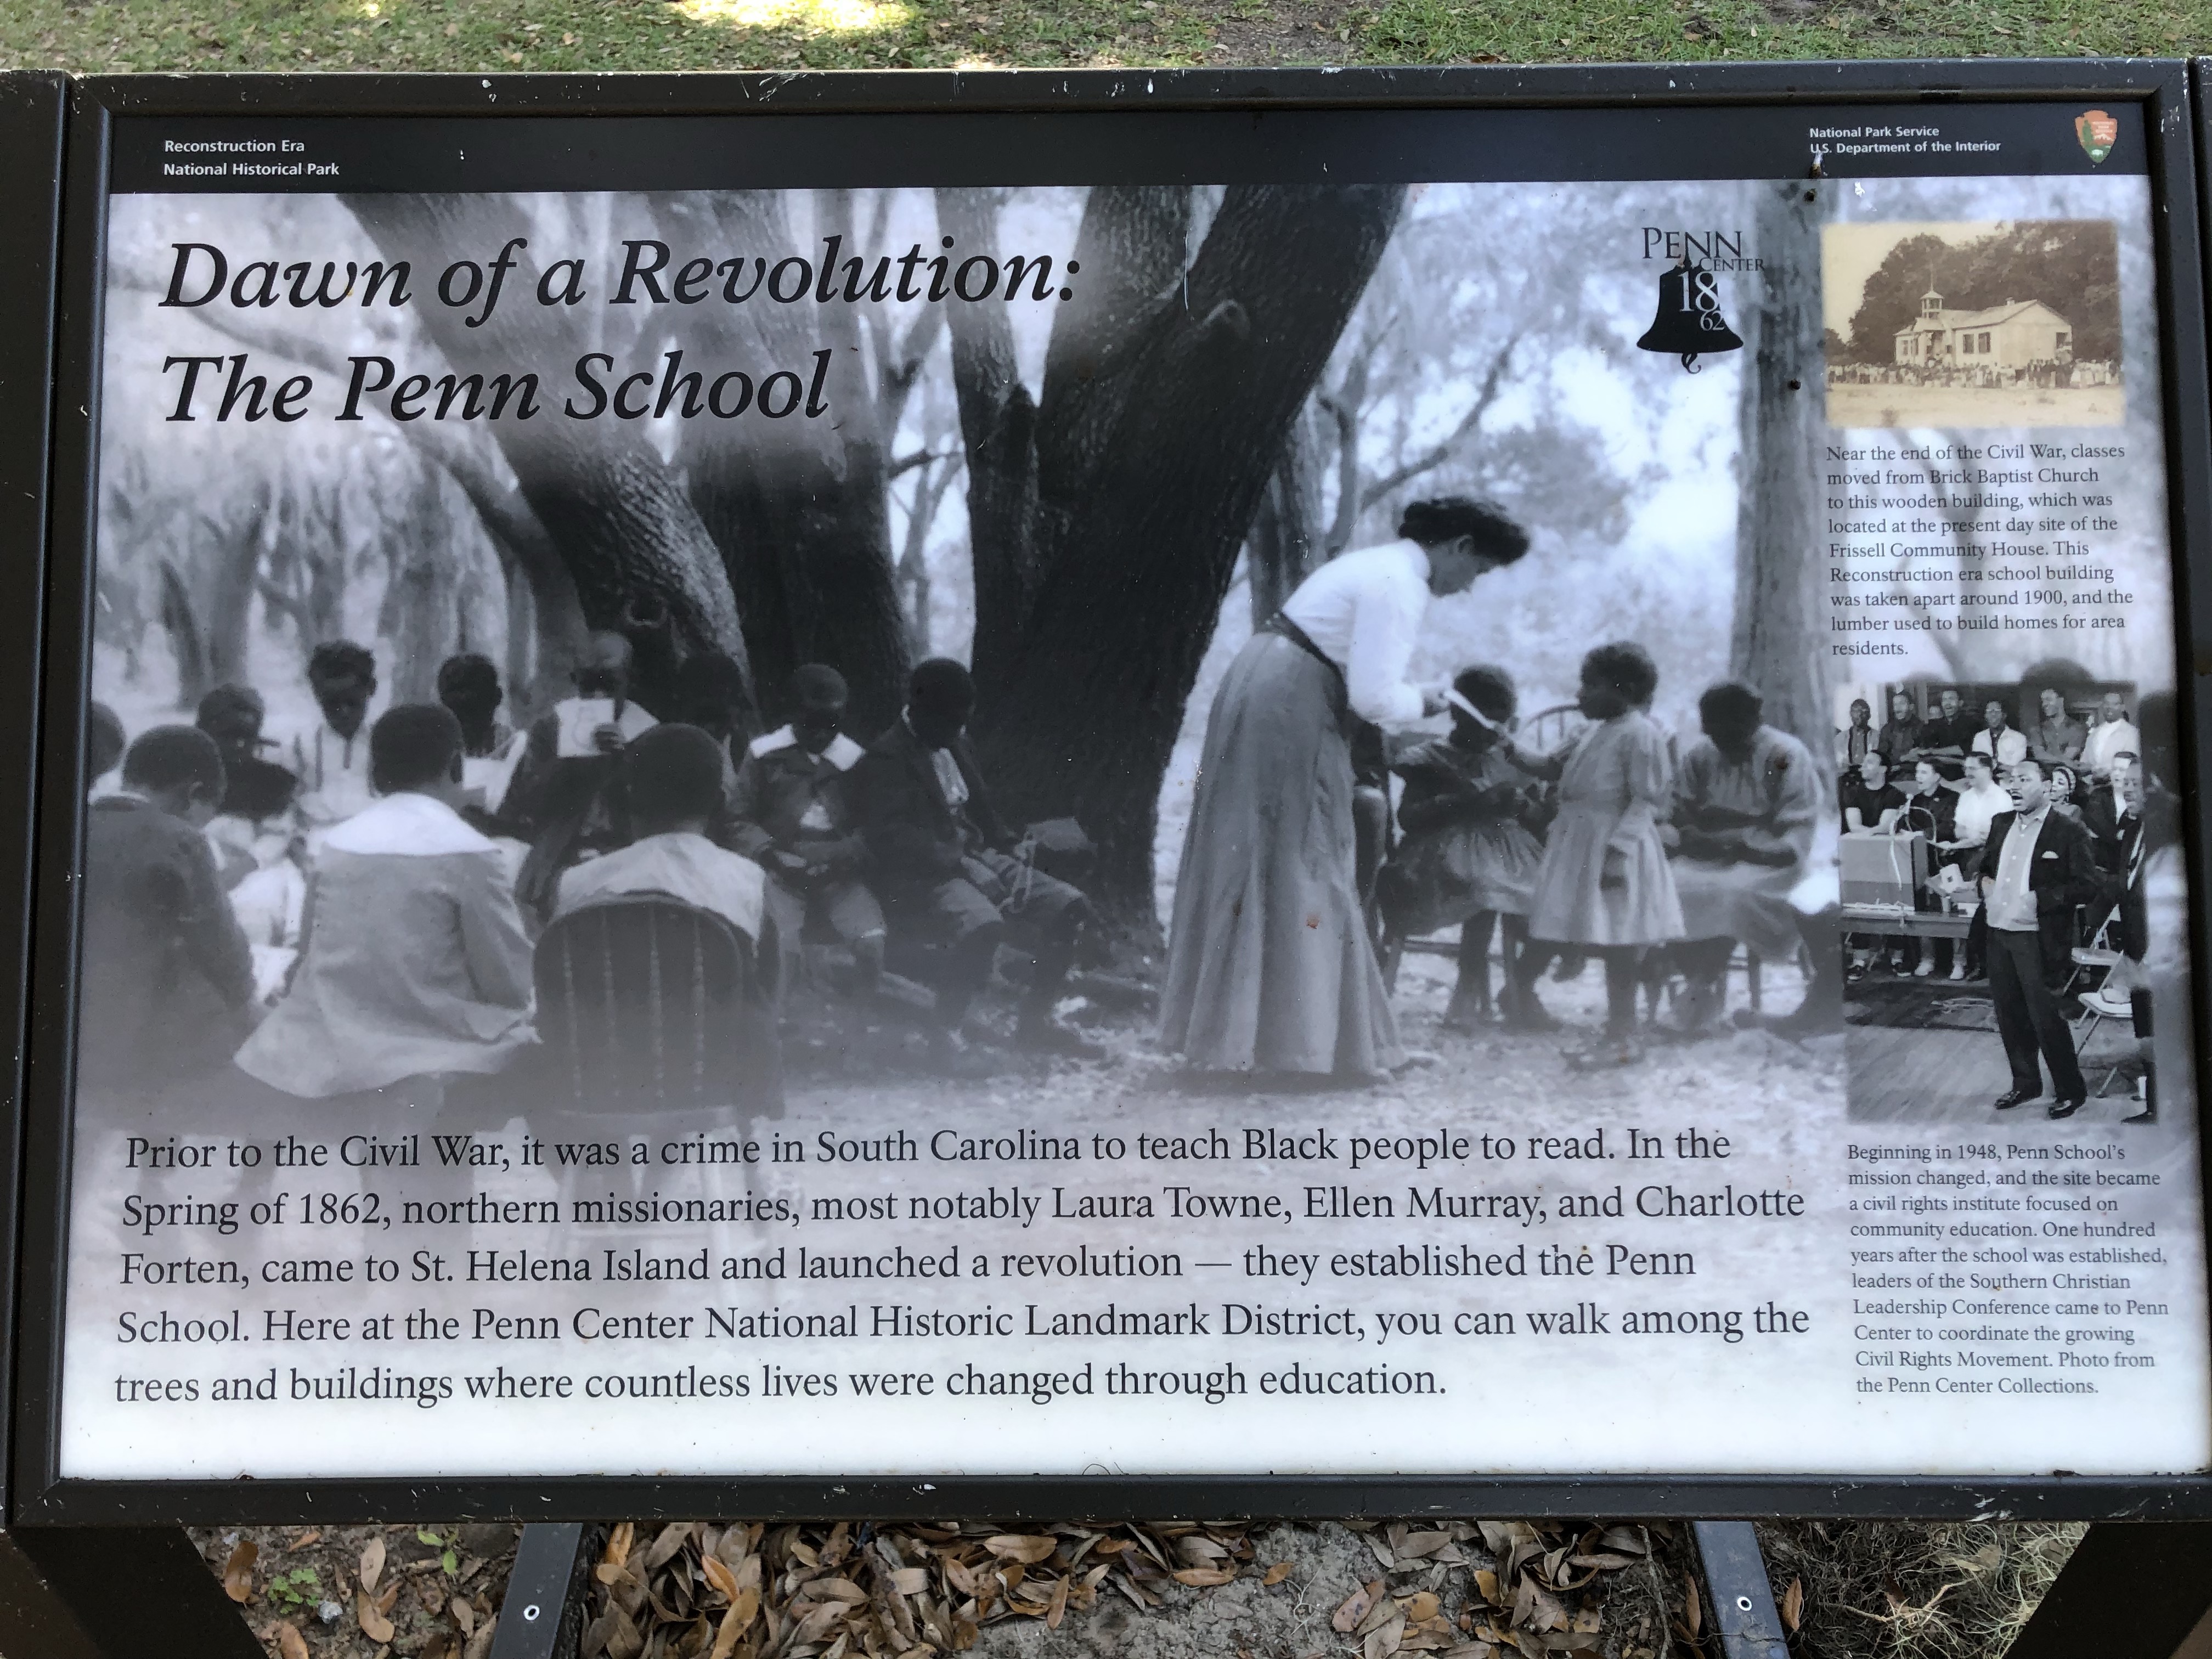 Reconstruction Era
National Historical Park
National Park Service
U.S. Department of the Interior
Dawn of a Revolution:
The Penn School
PENN
CENTER
18
62
Near the end of the Civil War, classes
moved from Brick Baptist Church
to this wooden building, which was
located at the present day site of the
Frissell Community House. This
Reconstruction era school building
was taken apart around 1900, and the
lumber used to build homes for area
residents.
Prior to the Civil War, it was a crime in South Carolina to teach Black people to read. In the
Spring of 1862, northern missionaries, most notably Laura Towne, Ellen Murray, and Charlotte
Forten, came to St. Helena Island and launched a revolution — they established the Penn
School. Here at the Penn Center National Historic Landmark District, you can walk among the
trees and buildings where countless lives were changed through education.
Beginning in 1948, Penn School's
mission changed, and the site became
a civil rights institute focused on
community education. One hundred
years after the school was established,
leaders of the Southern Christian
Leadership Conference came to Penn
Center to coordinate the growing
Civil Rights Movement. Photo from
the Penn Center Collections.